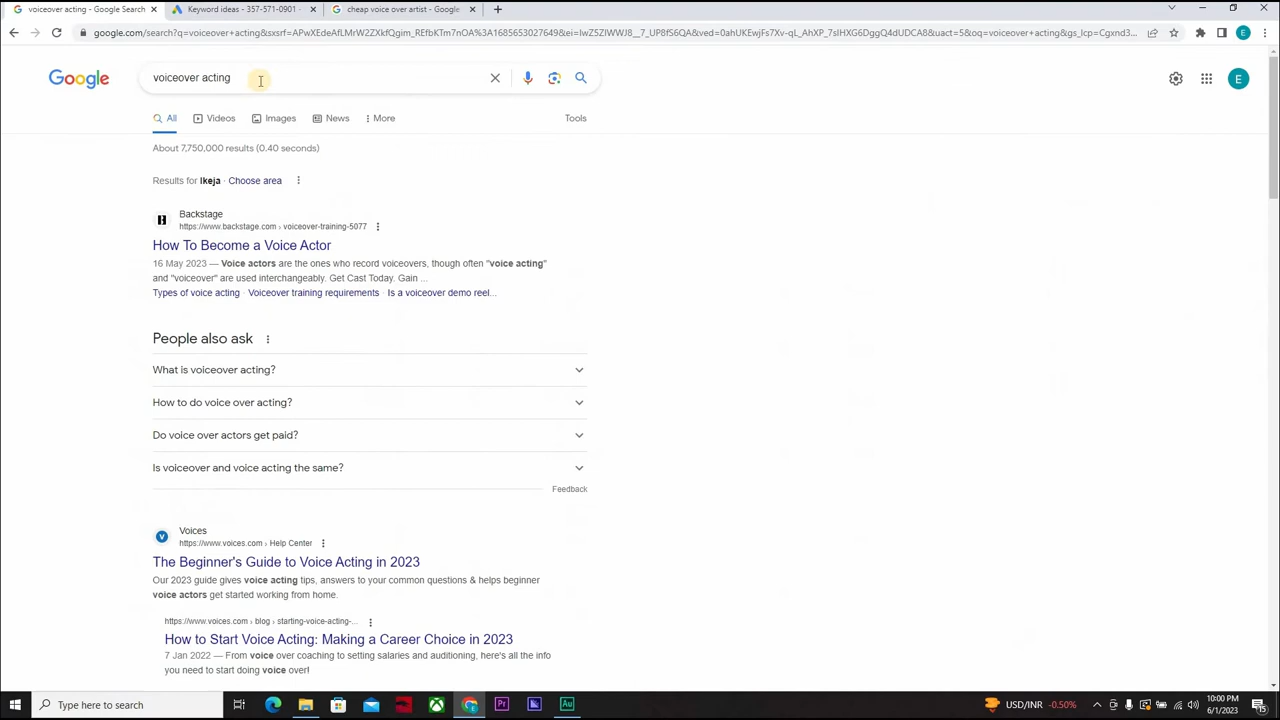 voiceover acting - Google Search
Keyword ideas - 357-571-0901 -
cheap voice over artist - Google
google.com/search?q=voiceover+acting&sxsrf=APwXEdeAfLMrW2ZXkfQgim_REfbKTm7nOA%3A1685653027649&ei=IwZ5ZIWWJ8_
Google
voiceover acting
E
All
Videos
Images
News
More
Tools
About 7,750,000 results (0.40 seconds)
Results for Ikeja · Choose area
Backstage
https://www.backstage.com › voiceover-training-5077
How To Become a Voice Actor
16 May 2023 — Voice actors are the ones who record voiceovers, though often "voice acting"
and "voiceover" are used interchangeably. Get Cast Today. Gain ...
Types of voice acting · Voiceover training requirements · Is a voiceover demo reel...
People also ask
What is voiceover acting?
How to do voice over acting?
Do voice over actors get paid?
Is voiceover and voice acting the same?
Feedback
Voices
https://www.voices.com › Help Center
The Beginner's Guide to Voice Acting in 2023
Our 2023 guide gives voice acting tips, answers to your common questions & helps beginner
voice actors get started working from home.
https://www.voices.com › blog › starting-voice-acting-...
How to Start Voice Acting: Making a Career Choice in 2023
7 Jan 2022 — From voice over coaching to setting salaries and auditioning, here's all the info
you need to start doing voice over!
Type here to search
Pr
Au
USD/INR -0.50%
10:00 PM
6/1/2023